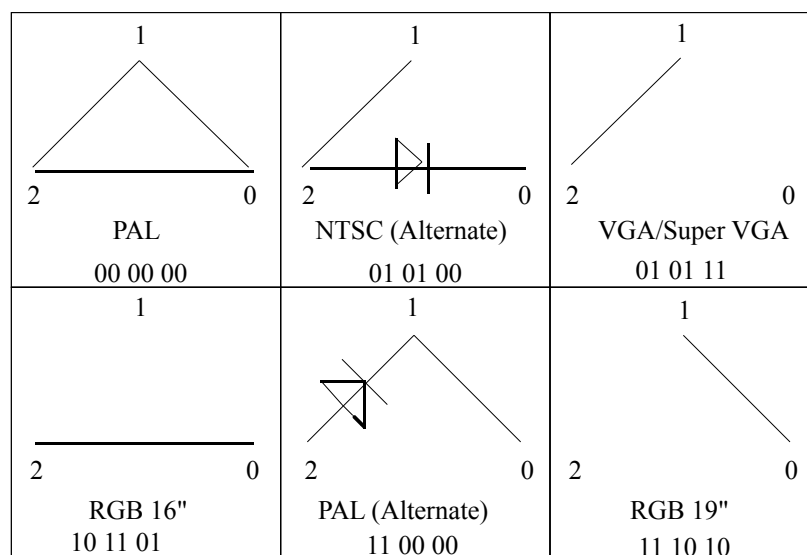 1
2 0
PAL
00 00 00
1
2 0
NTSC (Alternate)
01 01 00
1
2 0
VGA/Super VGA
01 01 11
1
2 0
RGB 16"
10 11 01
1
2 0
PAL (Alternate)
11 00 00
1
2 0
RGB 19"
11 10 10